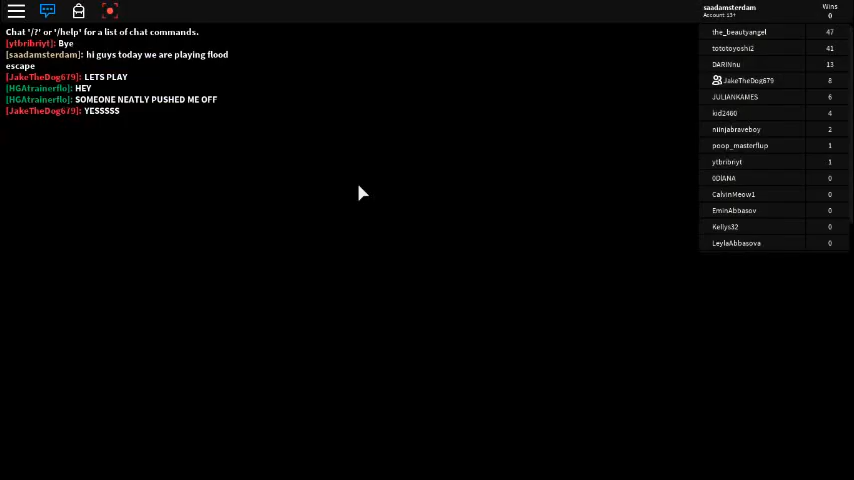 saadamsterdam
Account: 13+
Wins
0
Chat '/?' or '/help' for a list of chat commands.
[ytbribriyt]: Bye
[saadamsterdam]: hi guys today we are playing flood
escape
[JakeTheDog679]: LETS PLAY
[HGAtrainerflo]: HEY
[HGAtrainerflo]: SOMEONE NEATLY PUSHED ME OFF
[JakeTheDog679]: YESSSSS
the_beautyangel 47
tototoyoshi2 41
DARINnu 13
JakeTheDog679 8
JULIANKAMES 6
kid2460 4
niinjabraveboy 2
poop_masterflup 1
ytbribriyt 1
0DIANA 0
CalvinMeow1 0
EminAbbasov 0
Kellys32 0
LeylaAbbasova 0